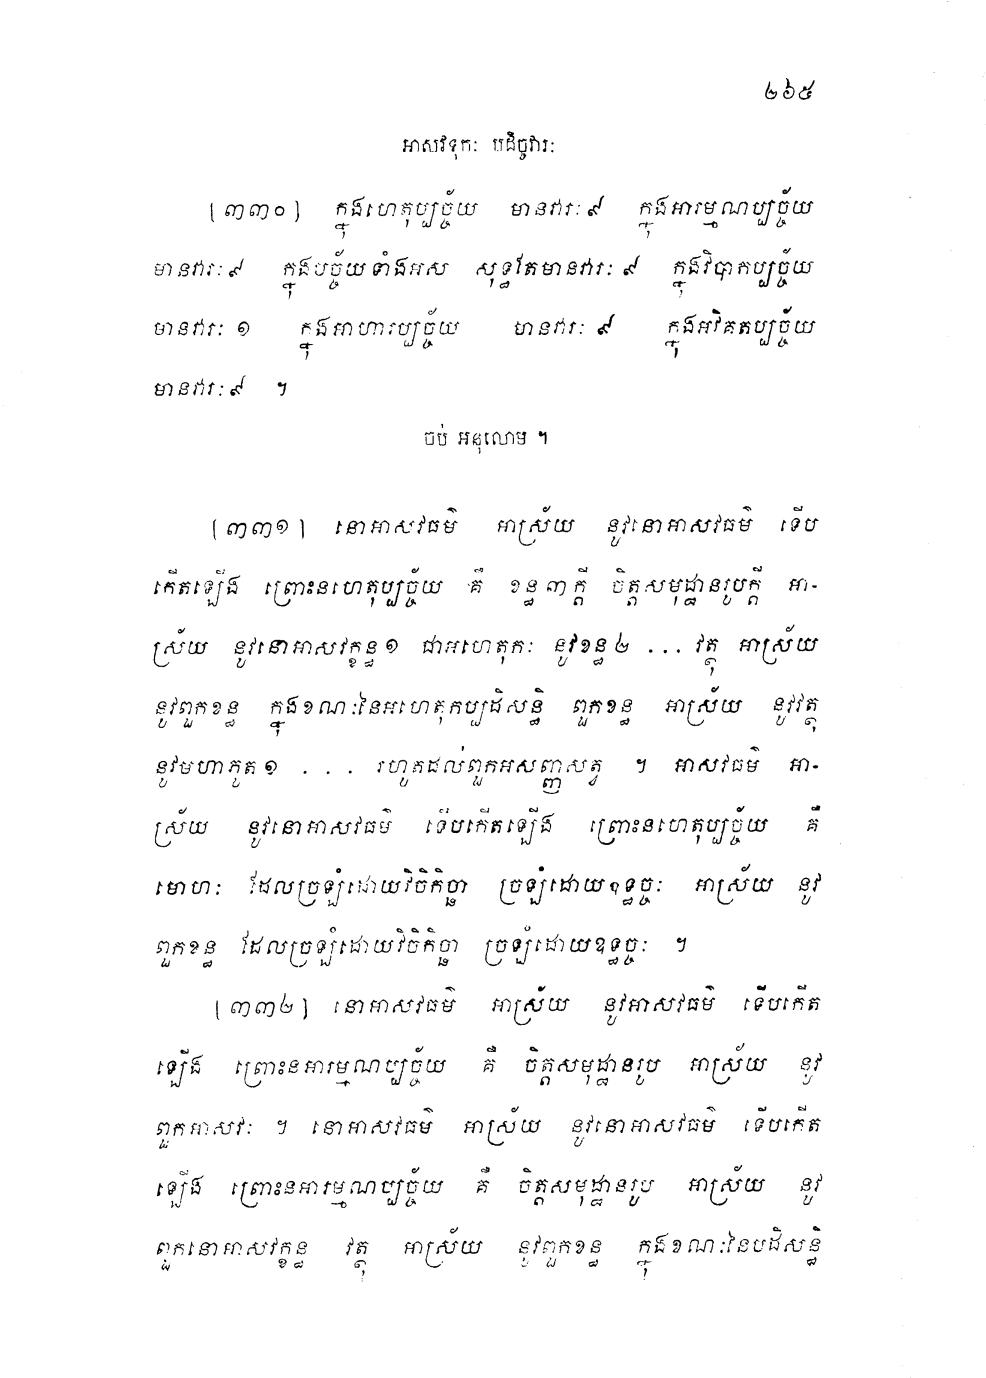 ២៦៥
អាសវទុកៈ បដិច្ចវារៈ
[៣៣០] ក្នុងហេតុប្បច្ច័យ មានវារៈ៩ ក្នុងអារម្មណប្បច្ច័យ
មានវារៈ៩ ក្នុងបច្ច័យទាំងអស់ សុទ្ធតែមានវារៈ៩ ក្នុងវិបាកប្បច្ច័យ
មានវារៈ ១ ក្នុងអាហារប្បច្ច័យ មានវារៈ ៩ ក្នុងអវិគតប្បច្ច័យ
មានវារៈ៩ ។
ចប់ អនុលោម ។
[៣៣១] នោអាសវធម៌ អាស្រ័យ នូវនោអាសវធម៌ ទើប
កើតឡើង ព្រោះនហេតុប្បច្ច័យ គឺ ខន្ធ៣ក្តី ចិត្តសមុដ្ឋានរូបក្តី អា-
ស្រ័យ នូវនោអាសវក្ខន្ធ១ ជាអហេតុកៈ នូវខន្ធ២ ... វត្ថុ អាស្រ័យ
នូវពួកខន្ធ ក្នុងខណៈនៃអហេតុកប្បដិសន្ធិ ពួកខន្ធ អាស្រ័យ នូវវត្ថុ
នូវមហាភូត១ ... រហូតដល់ពួកអសញ្ញសត្វ ។ អាសវធម៌ អា-
ស្រ័យ នូវនោអាសវធម៌ ទើបកើតឡើង ព្រោះនហេតុប្បច្ច័យ គឺ
មោហៈ ដែលច្រឡំដោយវិចិកិច្ឆា ច្រឡំដោយឧទ្ធច្ចៈ អាស្រ័យ នូវ
ពួកខន្ធ ដែលច្រឡំដោយវិចិកិច្ឆា ច្រឡំដោយឧទ្ធច្ចៈ ។
[៣៣២] នោអាសវធម៌ អាស្រ័យ នូវអាសវធម៌ ទើបកើត
ឡើង ព្រោះនអារម្មណប្បច្ច័យ គឺ ចិត្តសមុដ្ឋានរូប អាស្រ័យ នូវ
ពួកអាសវៈ ។ នោអាសវធម៌ អាស្រ័យ នូវនោអាសវធម៌ ទើបកើត
ឡើង ព្រោះនអារម្មណប្បច្ច័យ គឺ ចិត្តសមុដ្ឋានរូប អាស្រ័យ នូវ
ពួកនោអាសវក្ខន្ធ វត្ថុ អាស្រ័យ នូវពួកខន្ធ ក្នុងខណៈនៃបដិសន្ធិ